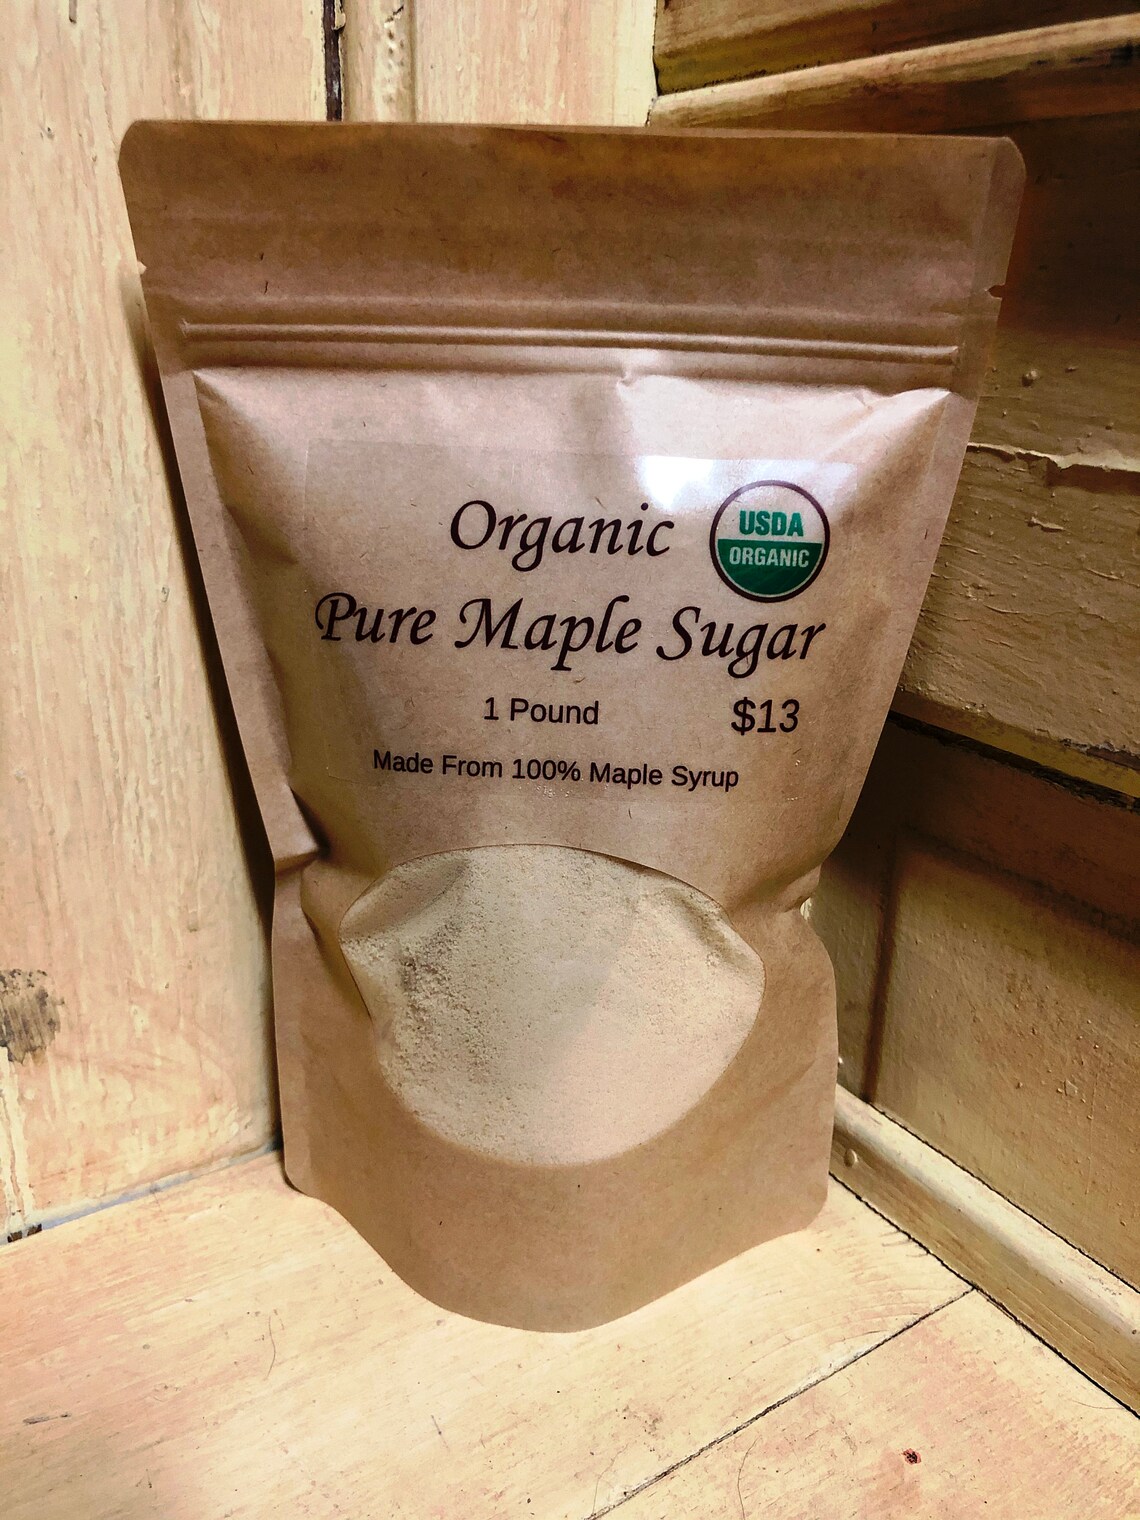 Organic
USDA
ORGANIC
Pure Maple Sugar
1 Pound $13
Made From 100% Maple Syrup